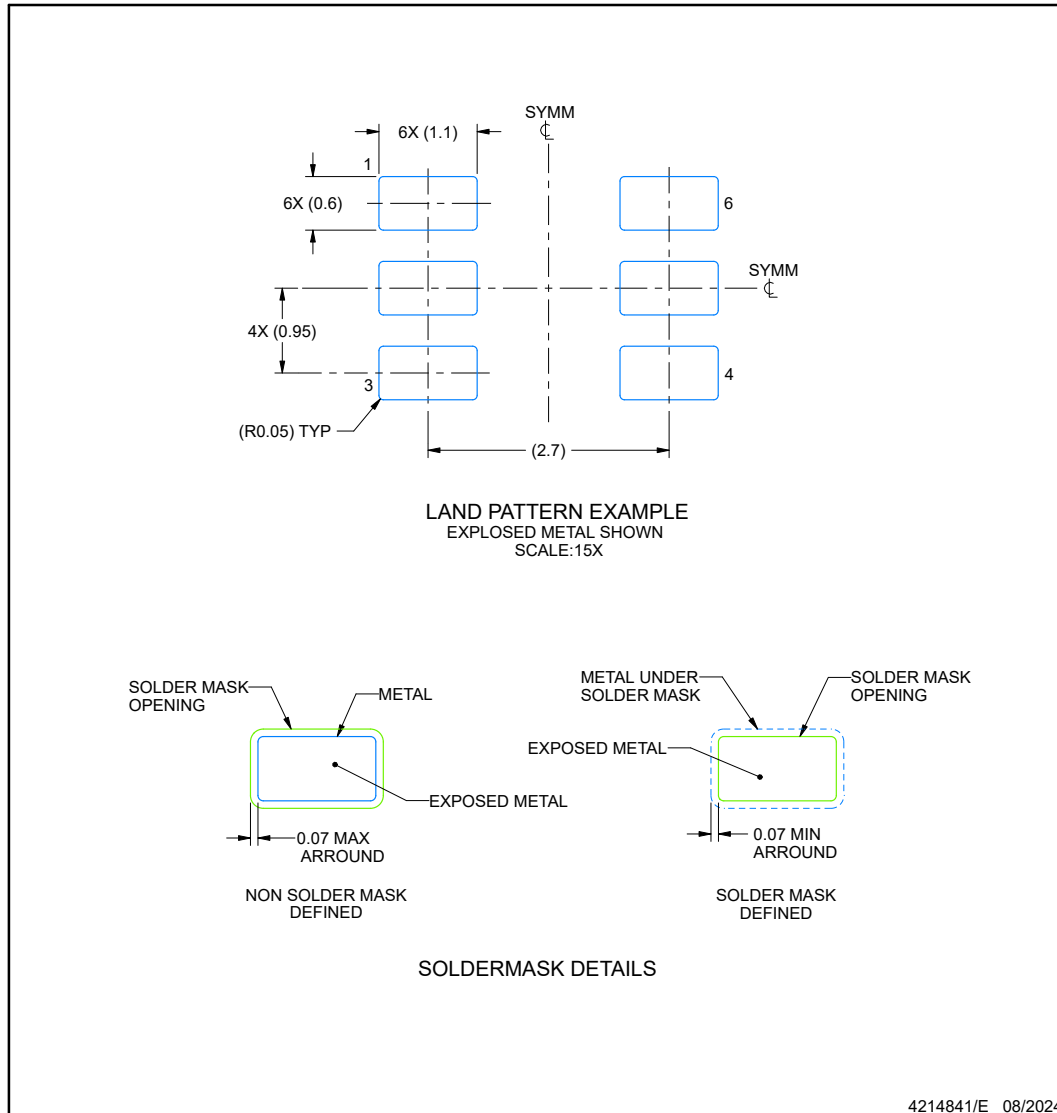 SYMM
6X (1.1)
1
6X (0.6)
6
SYMM
4X (0.95)
3
4
(R0.05) TYP
(2.7)
LAND PATTERN EXAMPLE
EXPLOSED METAL SHOWN
SCALE:15X
SOLDER MASK
OPENING
METAL
EXPOSED METAL
0.07 MAX
ARROUND
NON SOLDER MASK
DEFINED
METAL UNDER
SOLDER MASK
SOLDER MASK
OPENING
EXPOSED METAL
0.07 MIN
ARROUND
SOLDER MASK
DEFINED
SOLDERMASK DETAILS
4214841/E 08/2024